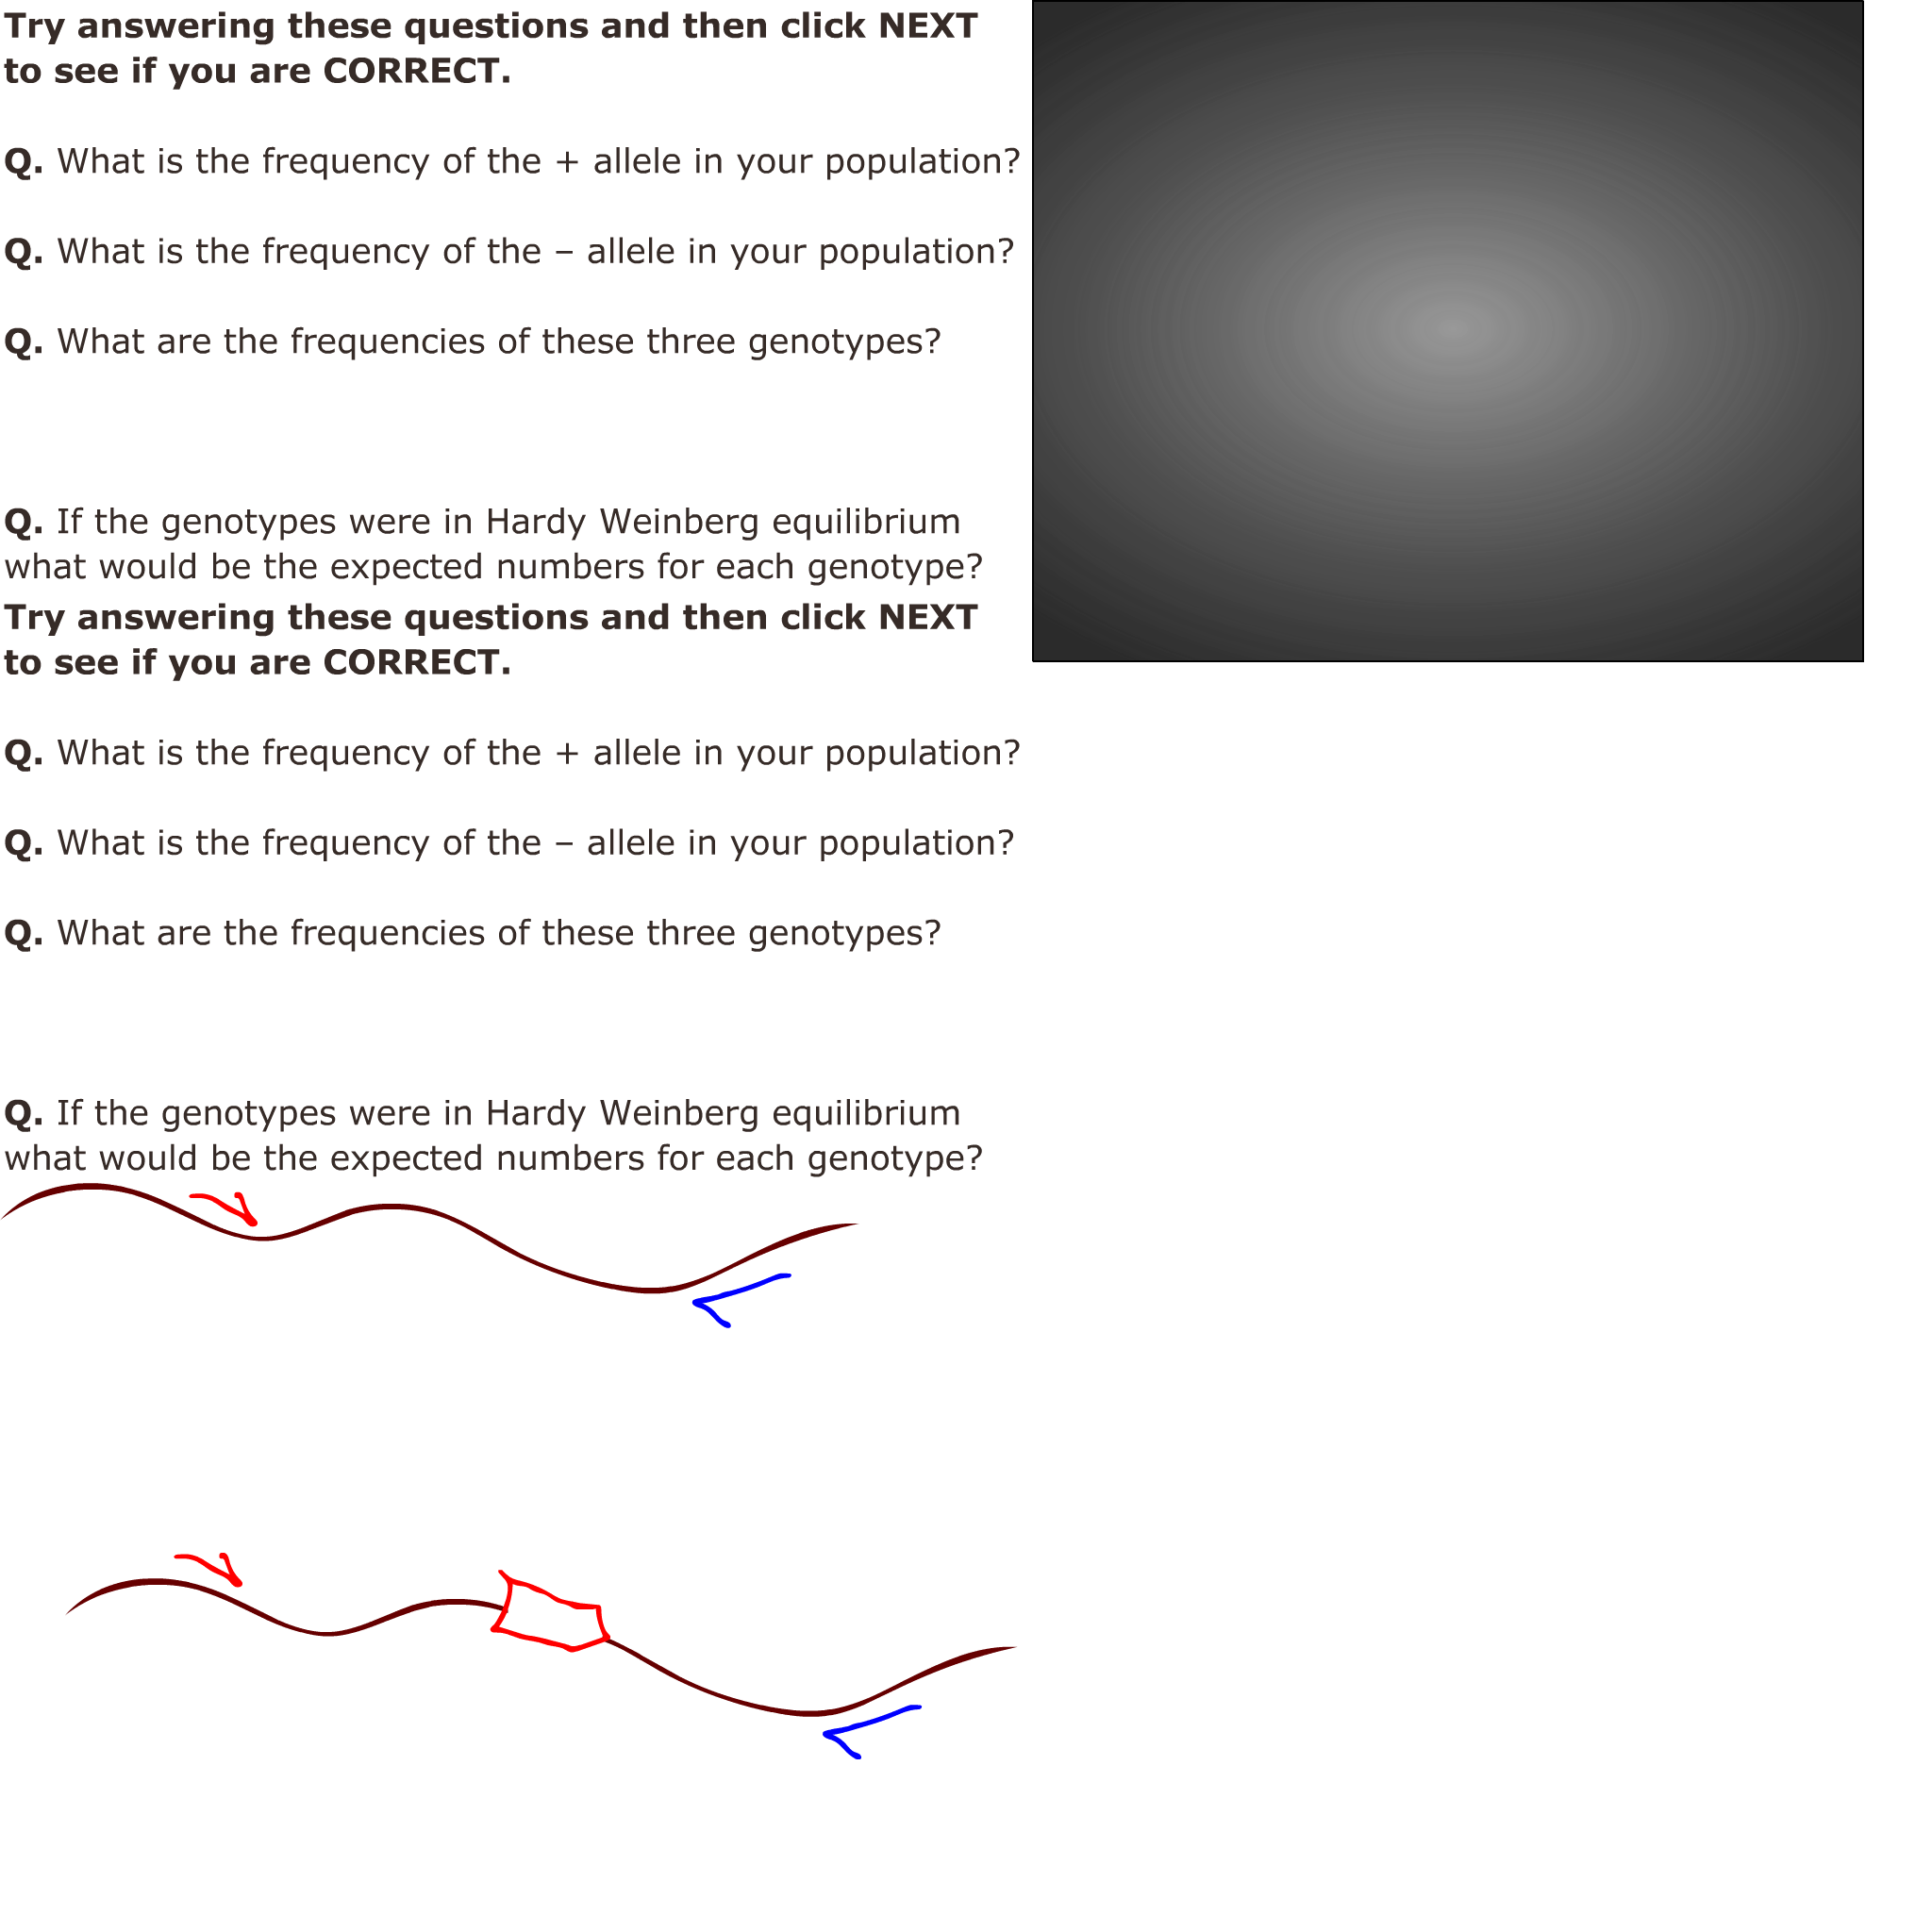 Try answering these questions and then click NEXT
to see if you are CORRECT.
Q. What is the frequency of the + allele in your population?
Q. What is the frequency of the – allele in your population?
Q. What are the frequencies of these three genotypes?
Q. If the genotypes were in Hardy Weinberg equilibrium
what would be the expected numbers for each genotype?
Try answering these questions and then click NEXT
to see if you are CORRECT.
Q. What is the frequency of the + allele in your population?
Q. What is the frequency of the – allele in your population?
Q. What are the frequencies of these three genotypes?
Q. If the genotypes were in Hardy Weinberg equilibrium
what would be the expected numbers for each genotype?